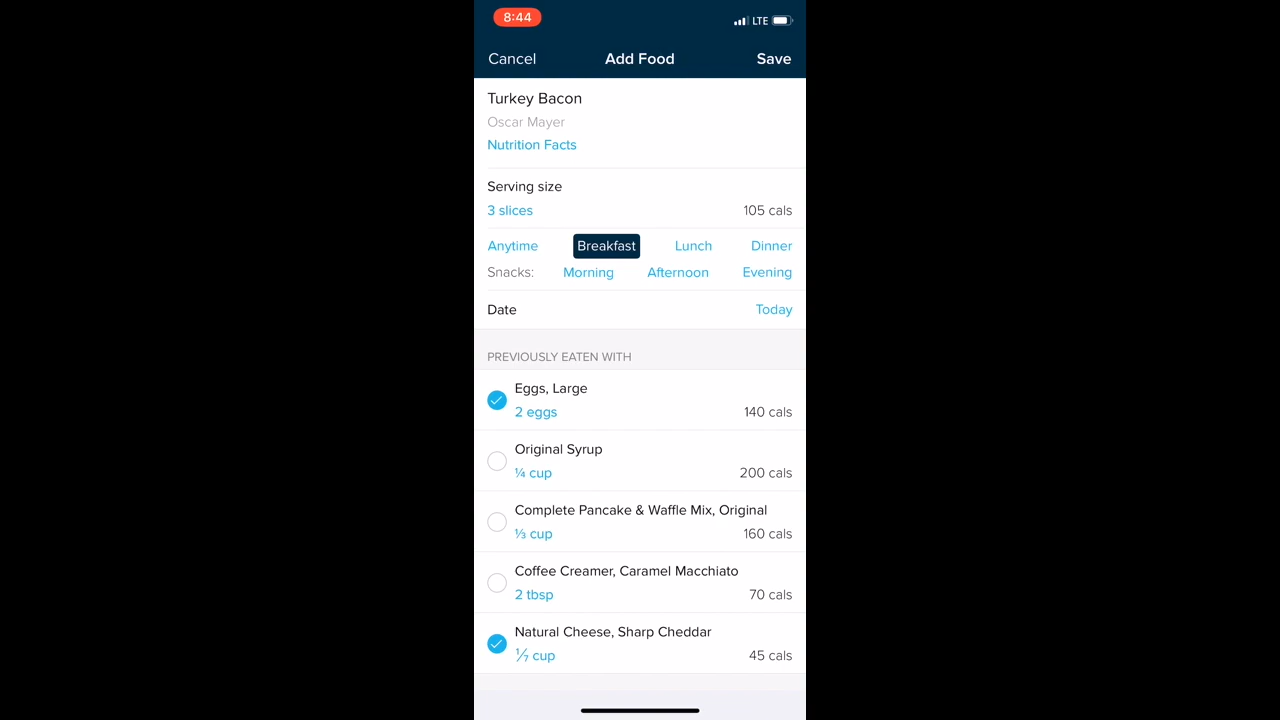 8:44 LTE
Cancel Add Food Save
Turkey Bacon
Oscar Mayer
Nutrition Facts
Serving size
3 slices 105 cals
Anytime Breakfast Lunch Dinner
Snacks: Morning Afternoon Evening
Date Today
PREVIOUSLY EATEN WITH
Eggs, Large
2 eggs 140 cals
Original Syrup
¼ cup 200 cals
Complete Pancake & Waffle Mix, Original
⅓ cup 160 cals
Coffee Creamer, Caramel Macchiato
2 tbsp 70 cals
Natural Cheese, Sharp Cheddar
⅐ cup 45 cals